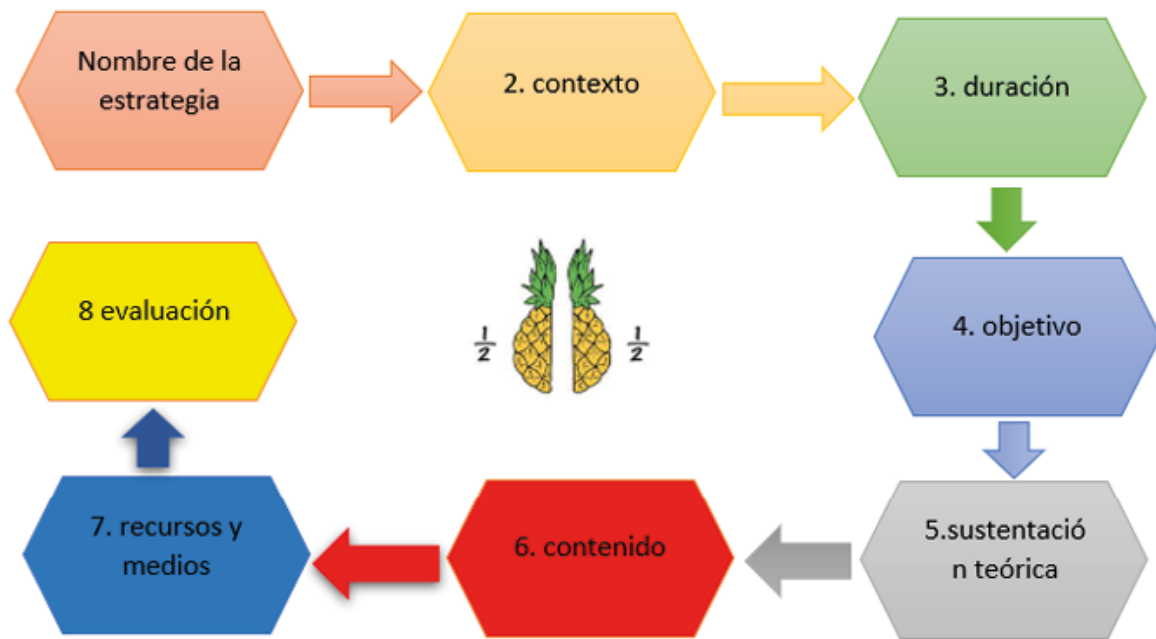 Nombre de la
estrategia
2. contexto
3. duración
8 evaluación
1/2
1/2
4. objetivo
7. recursos y
medios
6. contenido
5.sustentació
n teórica